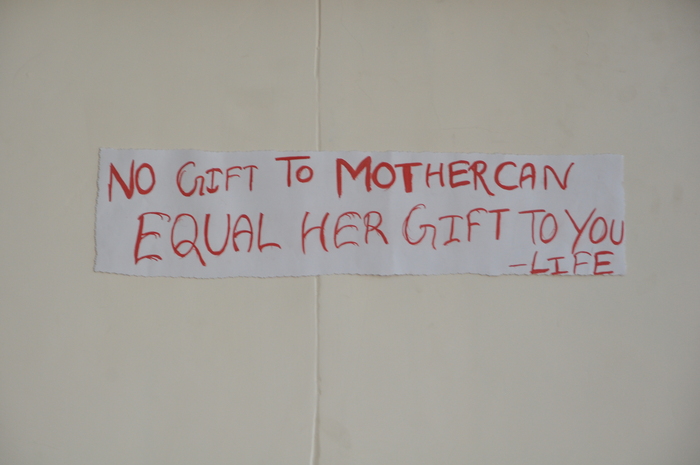 NO GIFT TO MOTHERCAN
EQUAL HER GIFT TO YOU
-LIFE